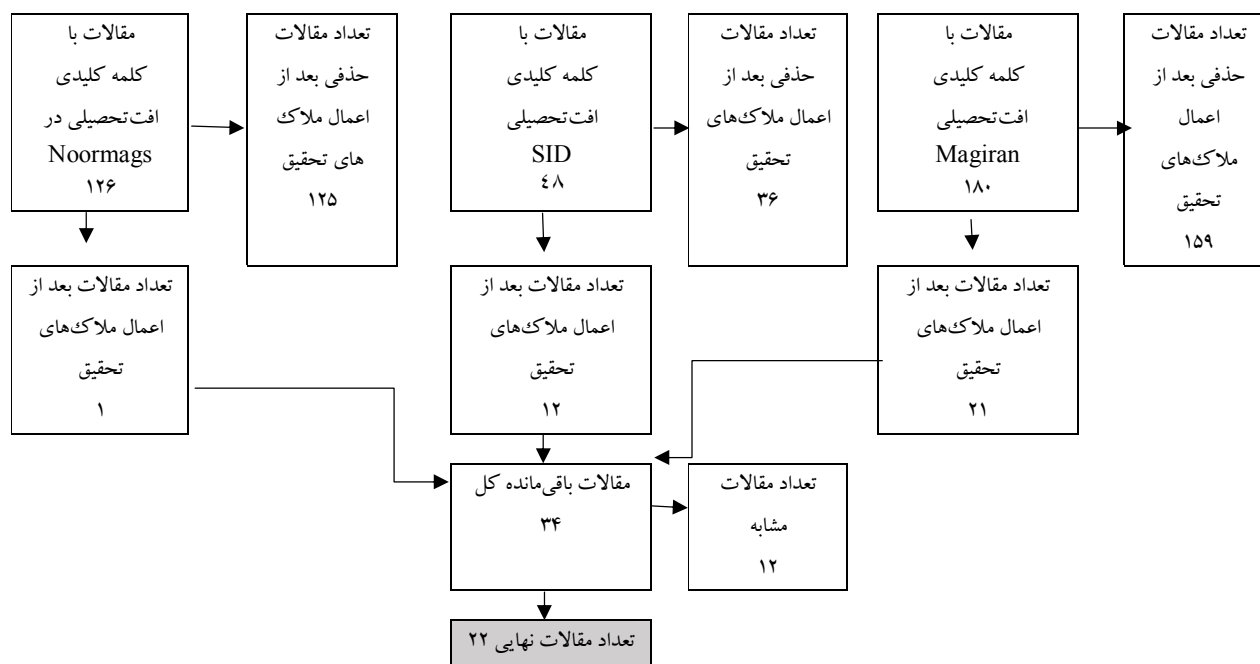 تعداد مقالات
حذفی بعد از
اعمال
ملاک‌های
تحقیق
۱۵۹
مقالات با
کلمه کلیدی
افت‌تحصیلی
Magiran
۱۸۰
تعداد مقالات
حذفی بعد از
اعمال ملاک‌های
تحقیق
۳۶
مقالات با
کلمه کلیدی
افت‌تحصیلی
SID
٤٨
تعداد مقالات
حذفی بعد از
اعمال ملاک
های تحقیق
۱۲۵
مقالات با
کلمه کلیدی
افت‌تحصیلی در
Noormags
۱۲۶
تعداد مقالات بعد از
اعمال ملاک‌های
تحقیق
۲۱
تعداد مقالات بعد از
اعمال ملاک‌های
تحقیق
۱۲
تعداد مقالات بعد از
اعمال ملاک‌های
تحقیق
۱
تعداد مقالات
مشابه
۱۲
مقالات باقی‌مانده کل
۳۴
تعداد مقالات نهایی ۲۲